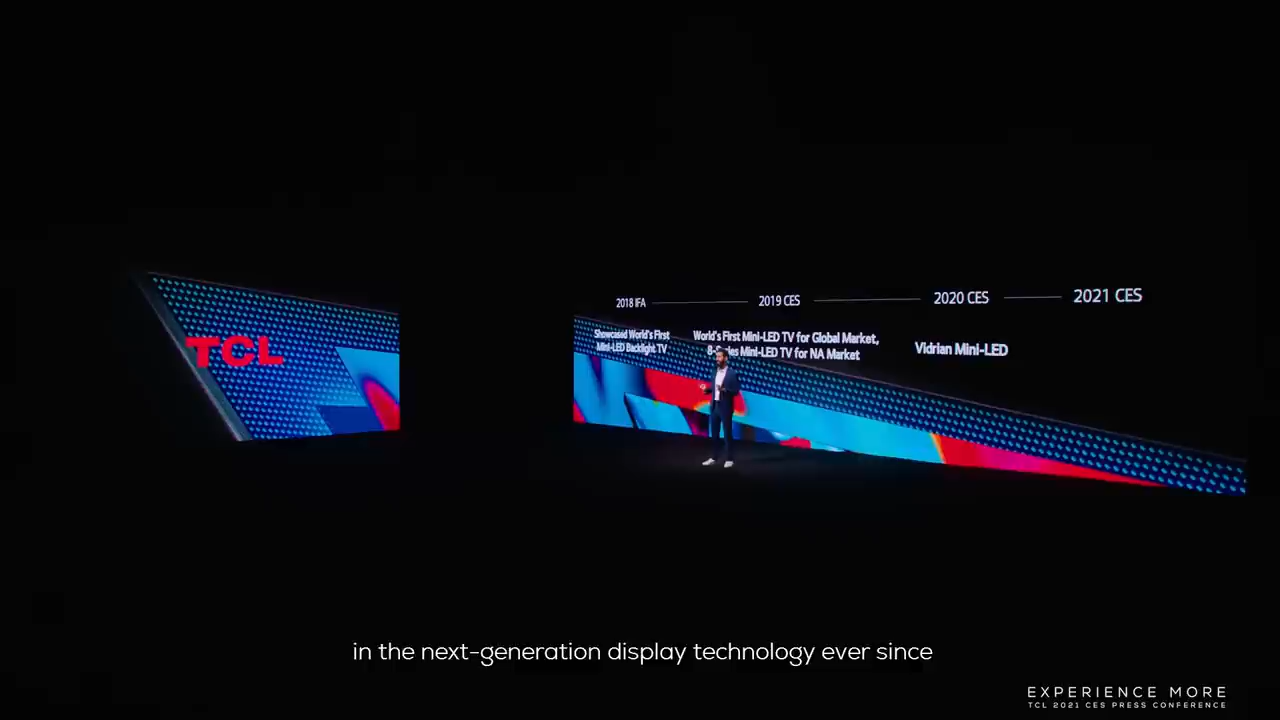 TCL
2018 IFA
2019 CES
2020 CES
2021 CES
Showcased World's First
Mini-LED Backlight TV
World's First Mini-LED TV for Global Market,
8-Series Mini-LED TV for NA Market
Vidrian Mini-LED
in the next-generation display technology ever since
EXPERIENCE MORE
TCL 2021 CES PRESS CONFERENCE